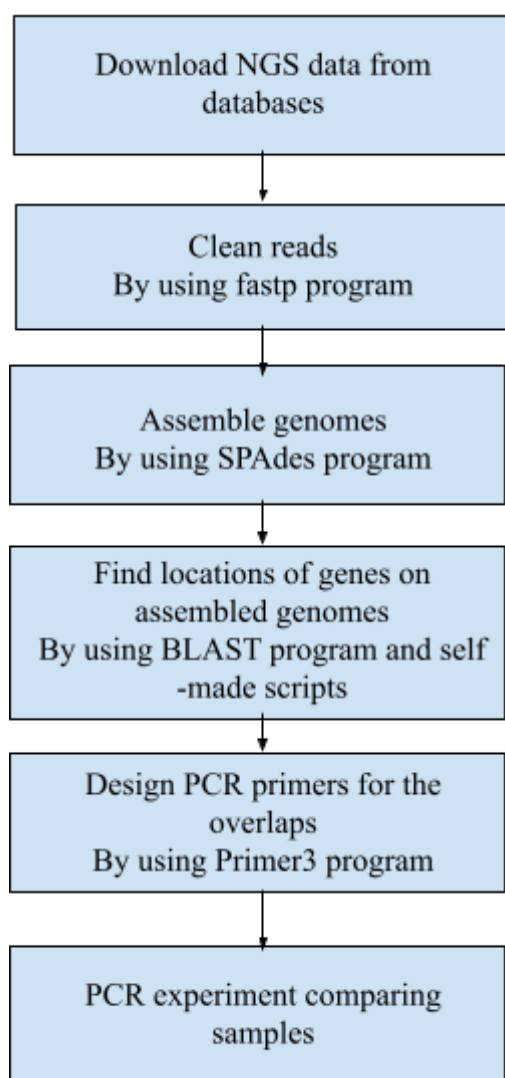 Download NGS data from
databases
Clean reads
By using fastp program
Assemble genomes
By using SPAdes program
Find locations of genes on
assembled genomes
By using BLAST program and self
-made scripts
Design PCR primers for the
overlaps
By using Primer3 program
PCR experiment comparing
samples